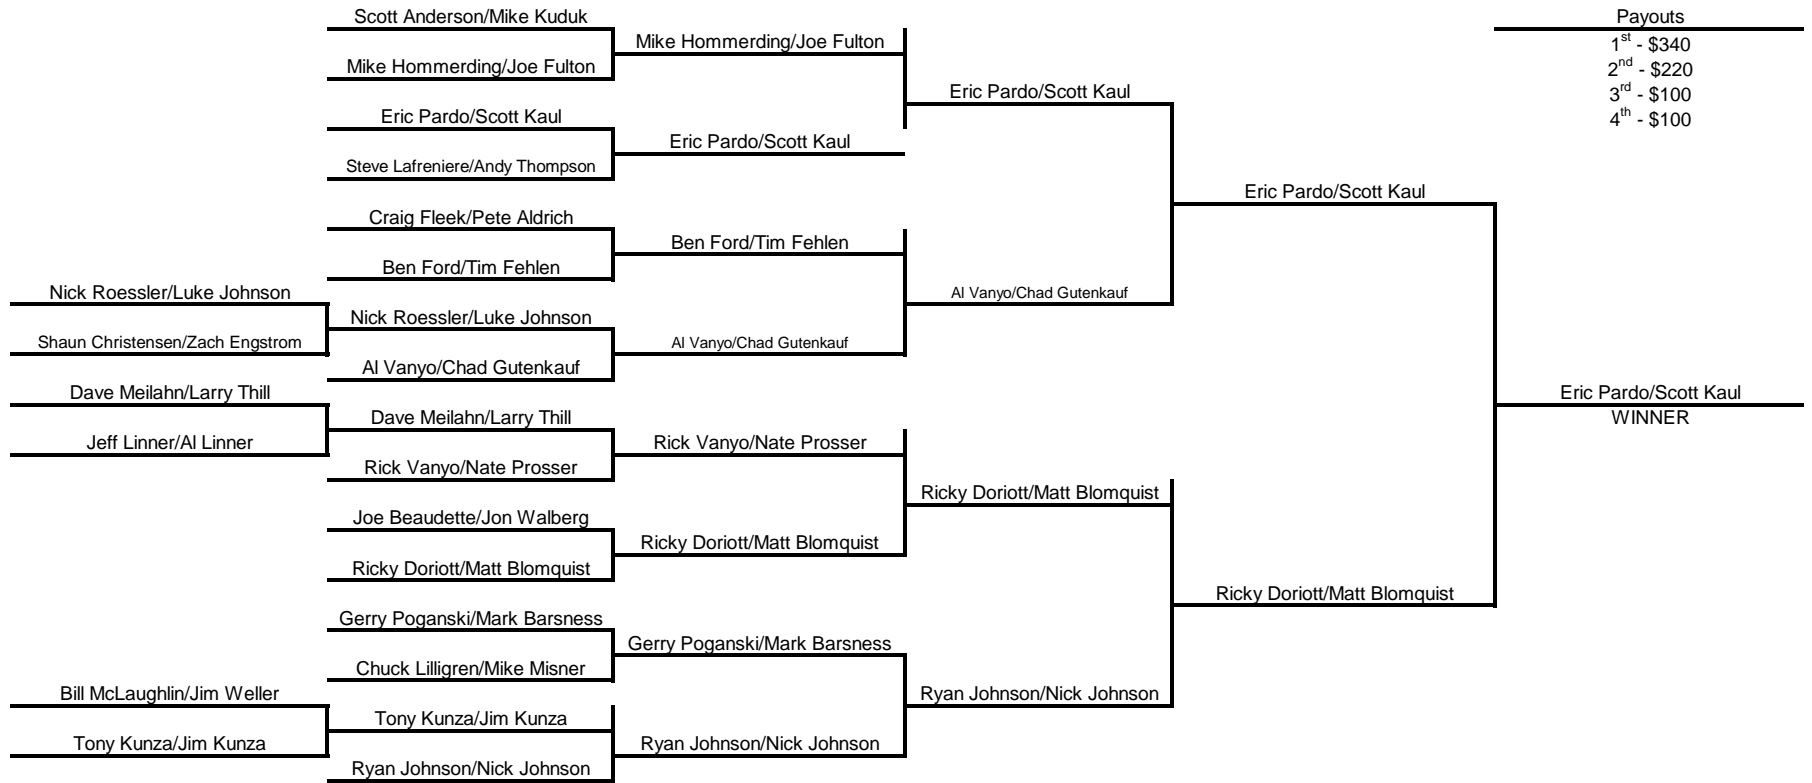 Scott Anderson/Mike Kuduk
Mike Hommerding/Joe Fulton
Eric Pardo/Scott Kaul
Steve Lafreniere/Andy Thompson
Craig Fleek/Pete Aldrich
Ben Ford/Tim Fehlen
Nick Roessler/Luke Johnson
Shaun Christensen/Zach Engstrom
Nick Roessler/Luke Johnson
Al Vanyo/Chad Gutenkauf
Dave Meilahn/Larry Thill
Jeff Linner/Al Linner
Dave Meilahn/Larry Thill
Rick Vanyo/Nate Prosser
Joe Beaudette/Jon Walberg
Ricky Doriott/Matt Blomquist
Gerry Poganski/Mark Barsness
Chuck Lilligren/Mike Misner
Bill McLaughlin/Jim Weller
Tony Kunza/Jim Kunza
Tony Kunza/Jim Kunza
Ryan Johnson/Nick Johnson
Mike Hommerding/Joe Fulton
Eric Pardo/Scott Kaul
Ben Ford/Tim Fehlen
Al Vanyo/Chad Gutenkauf
Rick Vanyo/Nate Prosser
Ricky Doriott/Matt Blomquist
Gerry Poganski/Mark Barsness
Ryan Johnson/Nick Johnson
Eric Pardo/Scott Kaul
Al Vanyo/Chad Gutenkauf
Ricky Doriott/Matt Blomquist
Ryan Johnson/Nick Johnson
Eric Pardo/Scott Kaul
Ricky Doriott/Matt Blomquist
Eric Pardo/Scott Kaul
WINNER
Payouts
1st - $340
2nd - $220
3rd - $100
4th - $100